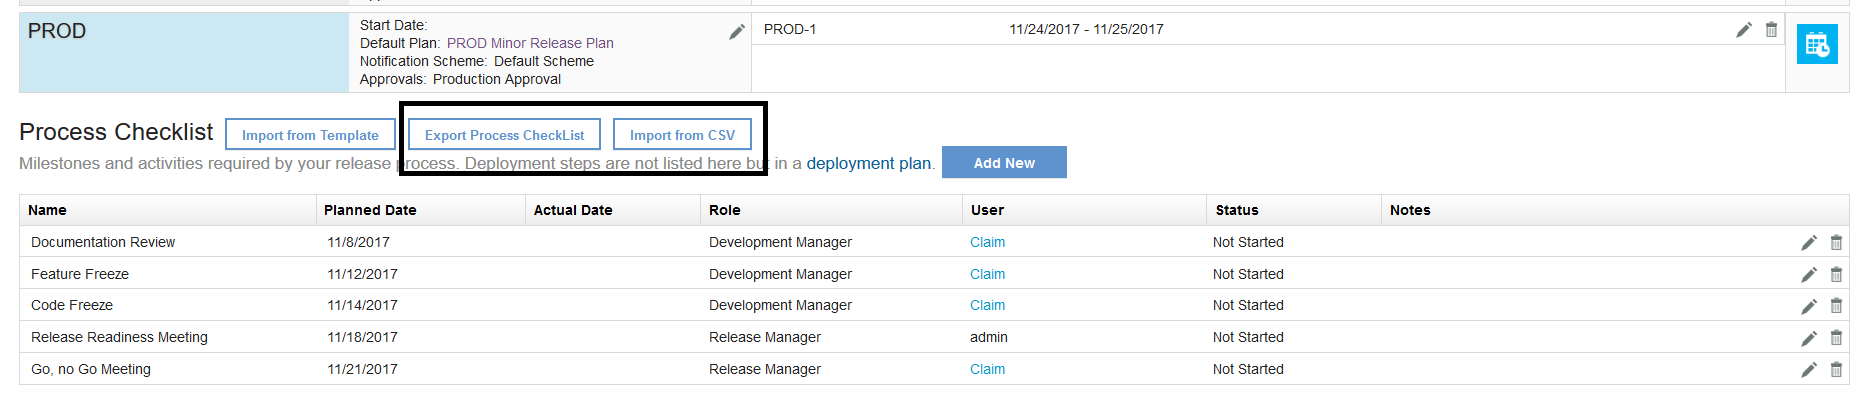 PROD
Start Date:
Default Plan: PROD Minor Release Plan
Notification Scheme: Default Scheme
Approvals: Production Approval
PROD-1 11/24/2017 - 11/25/2017
Process Checklist Import from Template Export Process CheckList Import from CSV
Milestones and activities required by your release process. Deployment steps are not listed here but in a deployment plan. Add New
Name Planned Date Actual Date Role User Status Notes
Documentation Review 11/8/2017 Development Manager Claim Not Started
Feature Freeze 11/12/2017 Development Manager Claim Not Started
Code Freeze 11/14/2017 Development Manager Claim Not Started
Release Readiness Meeting 11/18/2017 Release Manager admin Not Started
Go, no Go Meeting 11/21/2017 Release Manager Claim Not Started